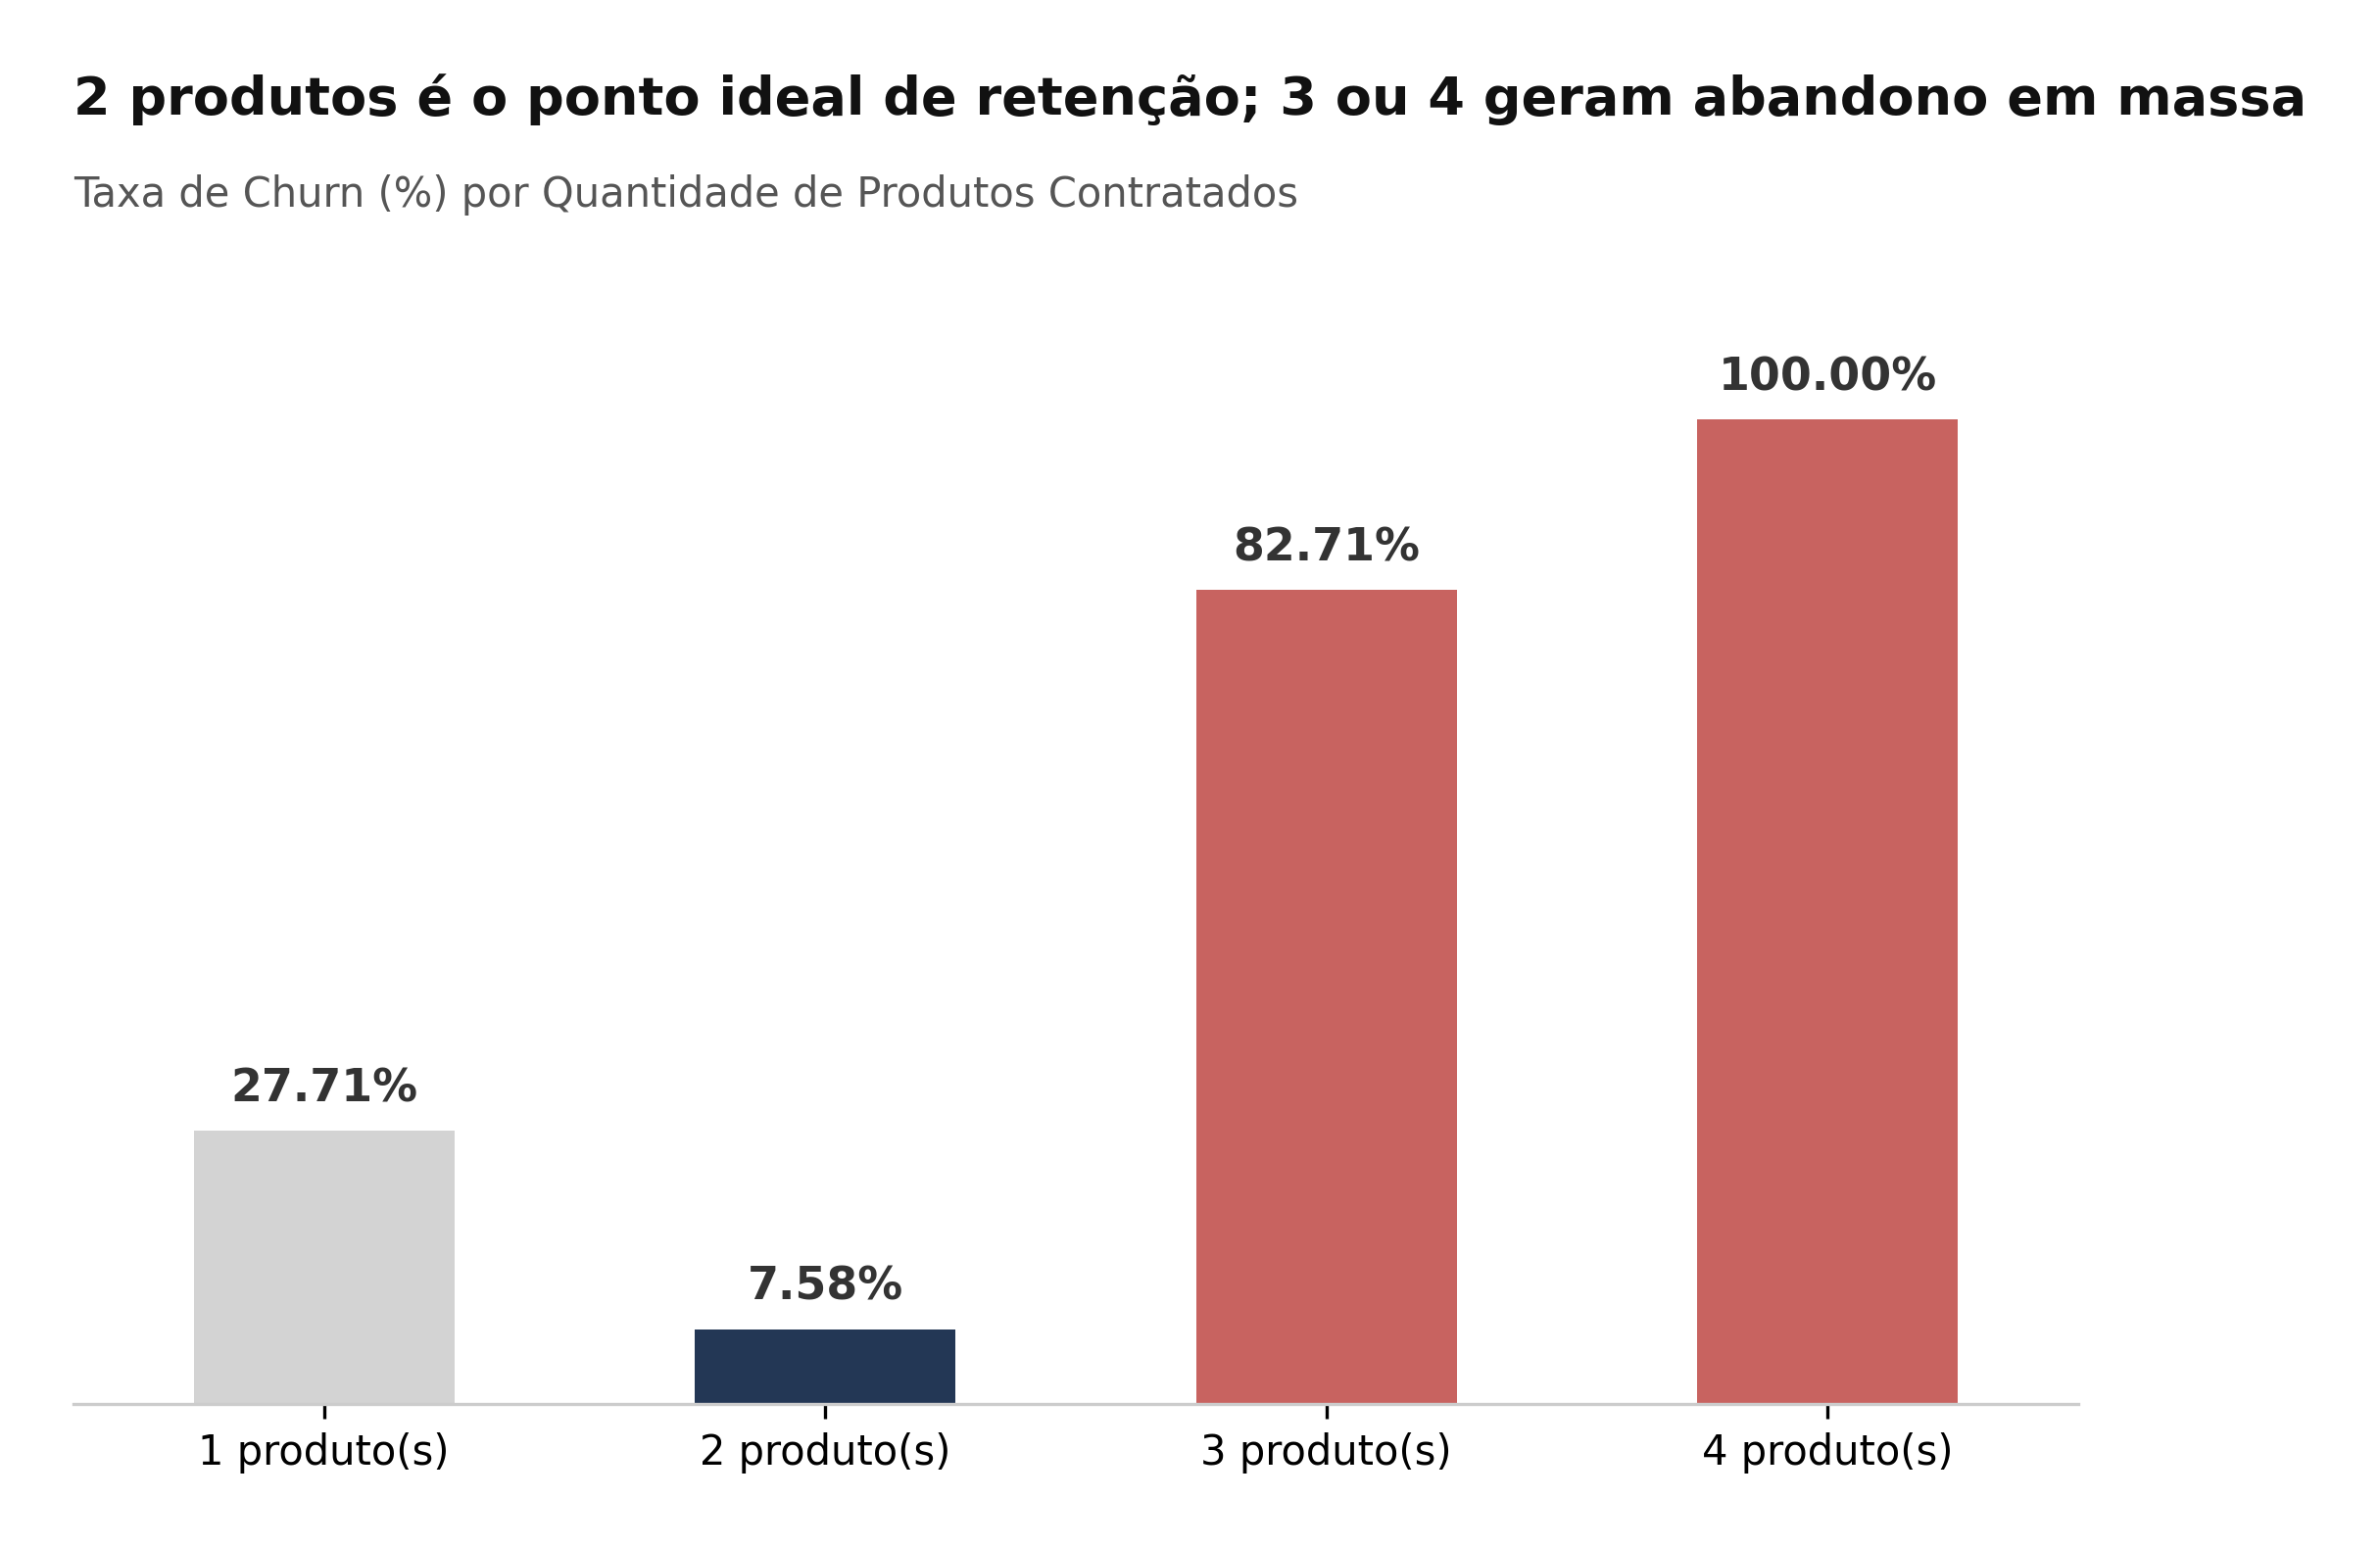 2 produtos é o ponto ideal de retenção; 3 ou 4 geram abandono em massa
Taxa de Churn (%) por Quantidade de Produtos Contratados
100.00%
82.71%
27.71%
7.58%
1 produto(s)
2 produto(s)
3 produto(s)
4 produto(s)